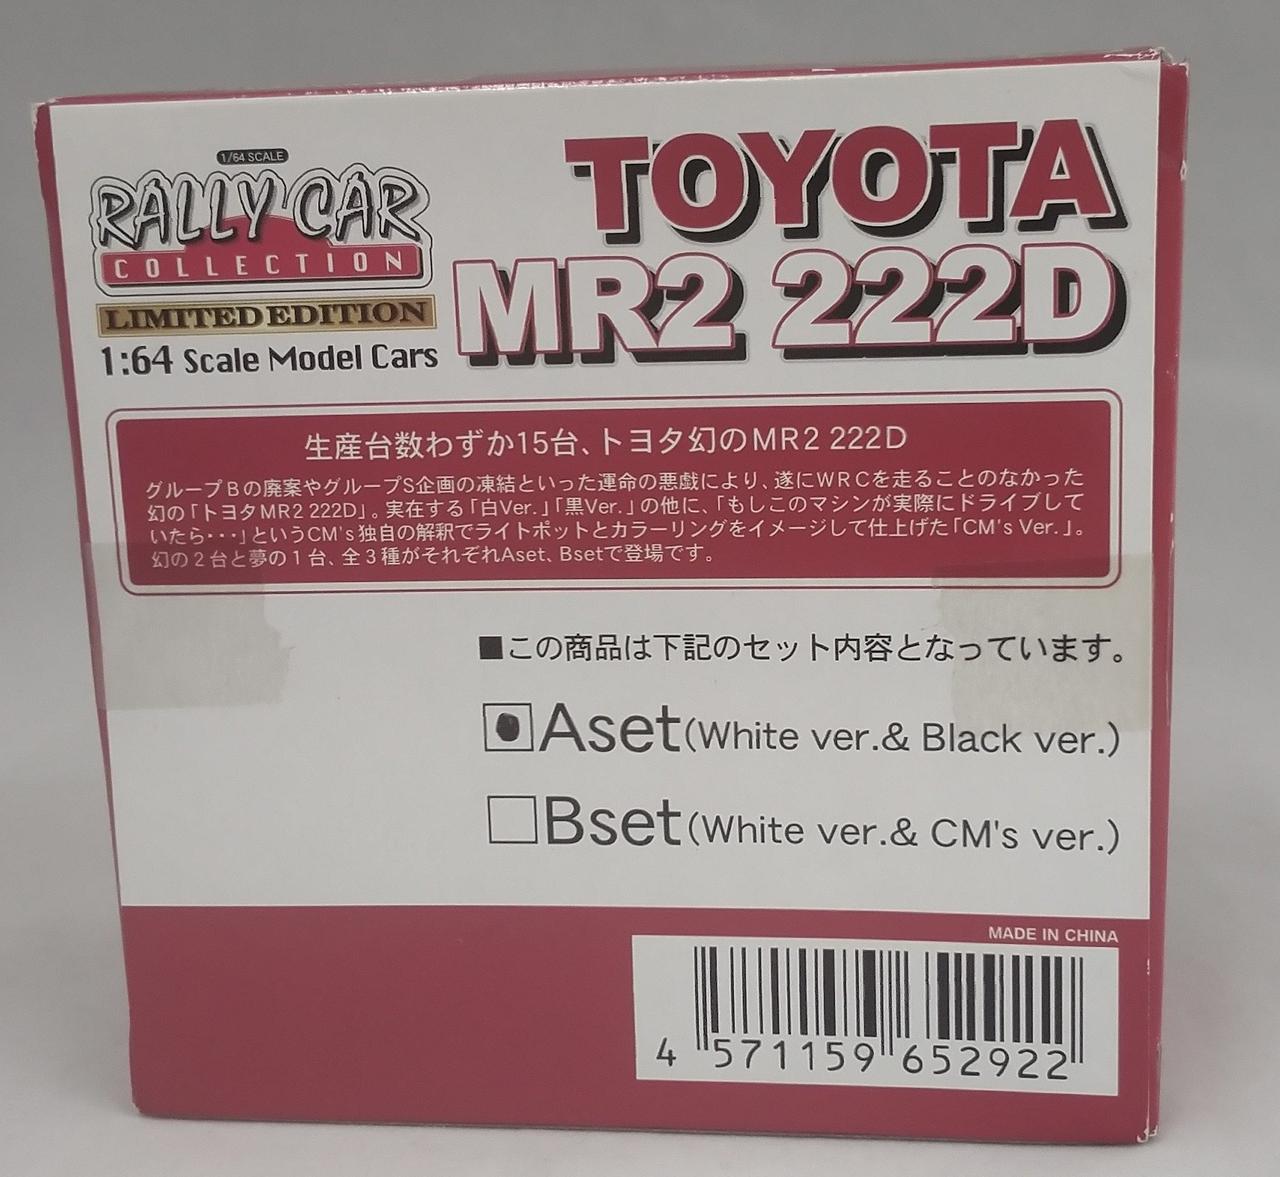 1/64 SCALE
RALLY CAR
COLLECTION
LIMITED EDITION
1:64 Scale Model Cars
TOYOTA
MR2 222D
生産台数わずか15台、トヨタ幻のMR2 222D
グループBの廃案やグループS企画の凍結といった運命の悪戯により、遂にWRCを走ることのなかった
幻の「トヨタMR2 222D」。実在する「白Ver.」「黒Ver.」の他に、「もしこのマシンが実際にドライブして
いたら・・・」というCM's独自の解釈でライトポットとカラーリングをイメージして仕上げた「CM's Ver.」。
幻の2台と夢の1台、全3種がそれぞれAset、Bsetで登場です。
■この商品は下記のセット内容となっています。
Aset(White ver.& Black ver.)
Bset(White ver.& CM's ver.)
MADE IN CHINA
4 571159 652922